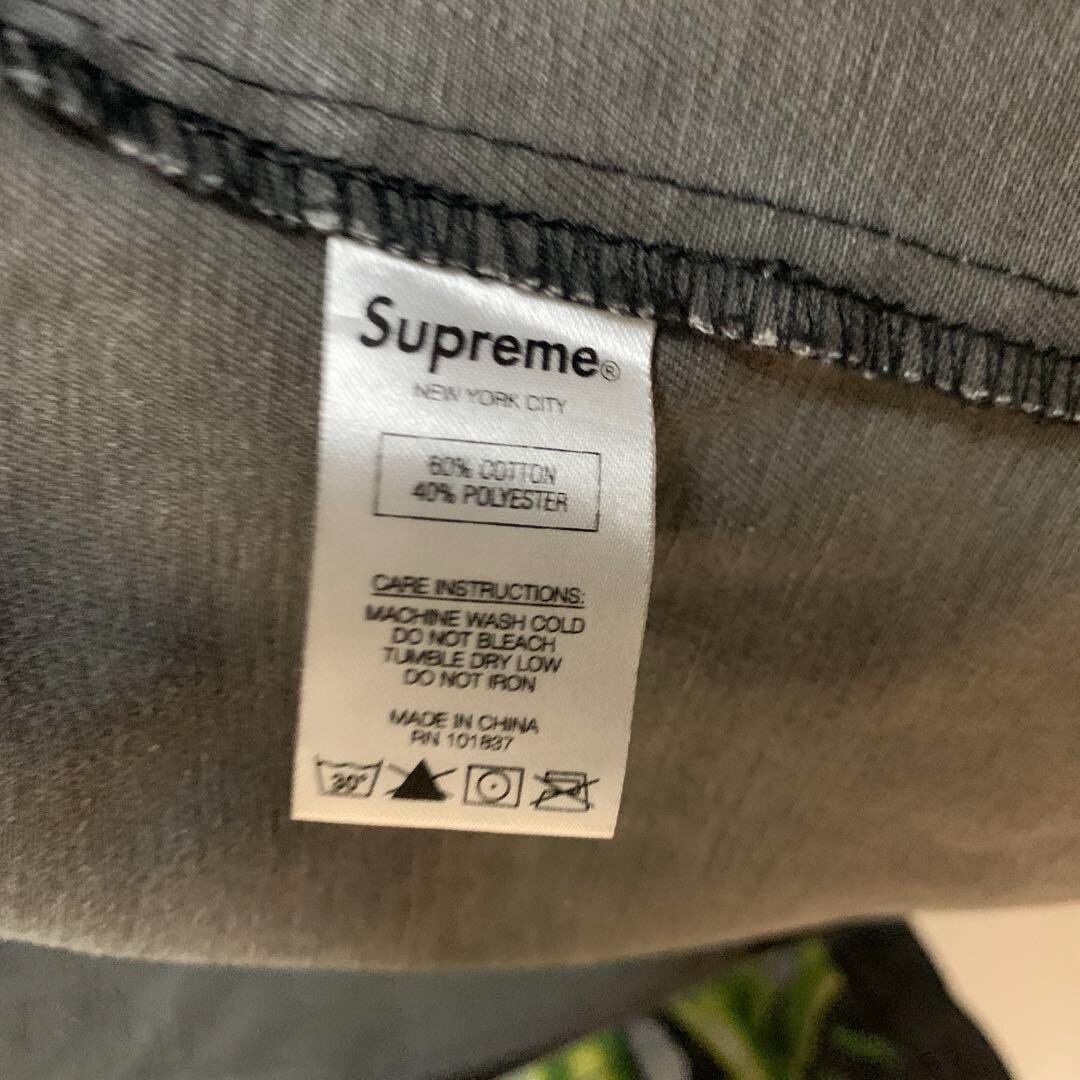 Supreme®
NEW YORK CITY
60% COTTON
40% POLYESTER
CARE INSTRUCTIONS:
MACHINE WASH COLD
DO NOT BLEACH
TUMBLE DRY LOW
DO NOT IRON
MADE IN CHINA
RN 101837
30°